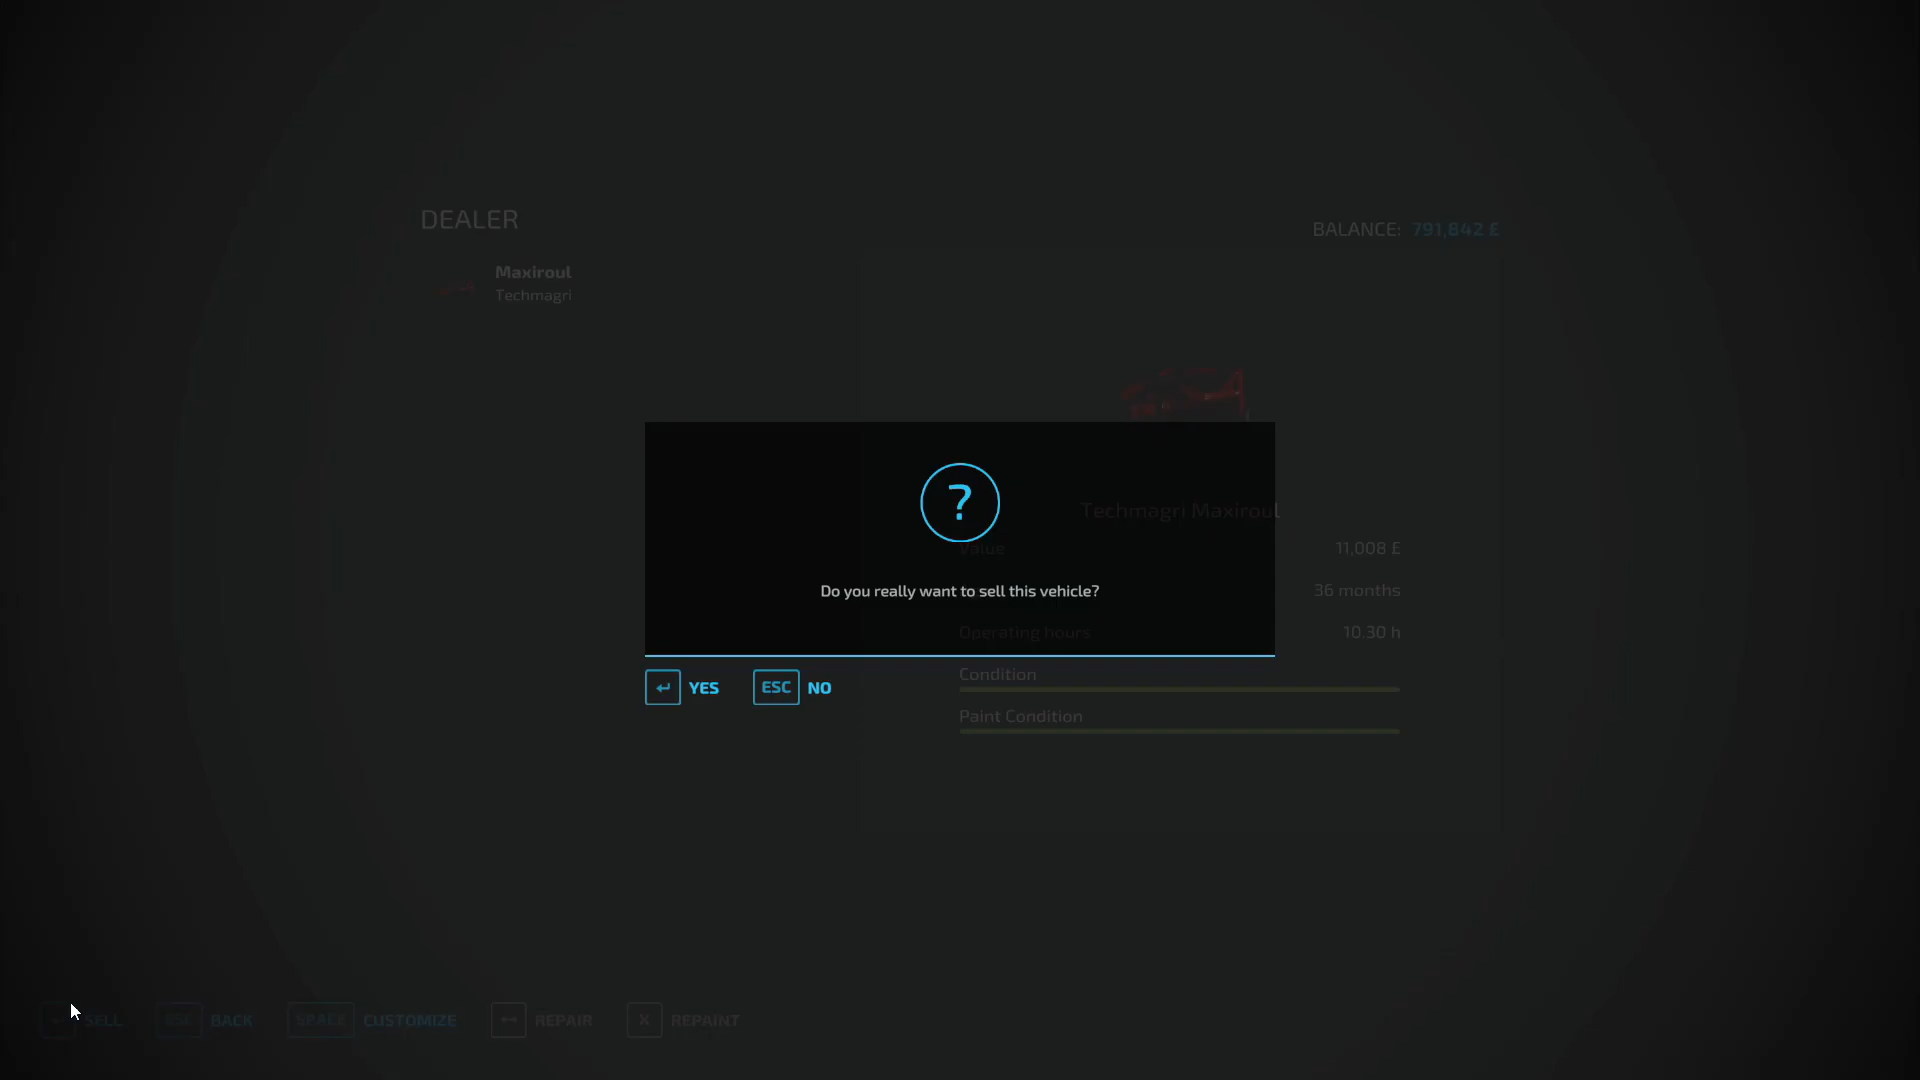 DEALER
BALANCE: 791,842 £
Maxiroul
Techmagri
?
Techmagri Maxiroul
Value 11,008 £
36 months
Do you really want to sell this vehicle?
Operating hours 10.30 h
Condition
ESC
YES NO
Paint Condition
SELL ESC BACK SPACE CUSTOMIZE REPAIR X REPAINT